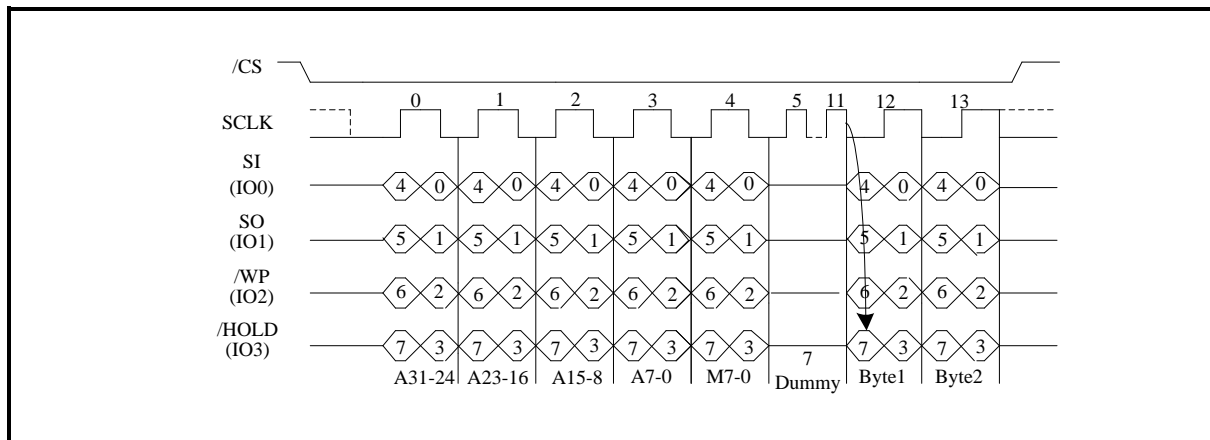 /CS
0 1 2 3 4 5 11 12 13
SCLK
SI
(IO0)
4 0 4 0 4 0 4 0 4 0 4 0 4 0
SO
(IO1)
5 1 5 1 5 1 5 1 5 1 5 1 5 1
/WP
(IO2)
6 2 6 2 6 2 6 2 6 2 6 2 6 2
/HOLD
(IO3)
7 3 7 3 7 3 7 3 7 3 7 7 3 7 3
A31-24 A23-16 A15-8 A7-0 M7-0 Dummy Byte1 Byte2